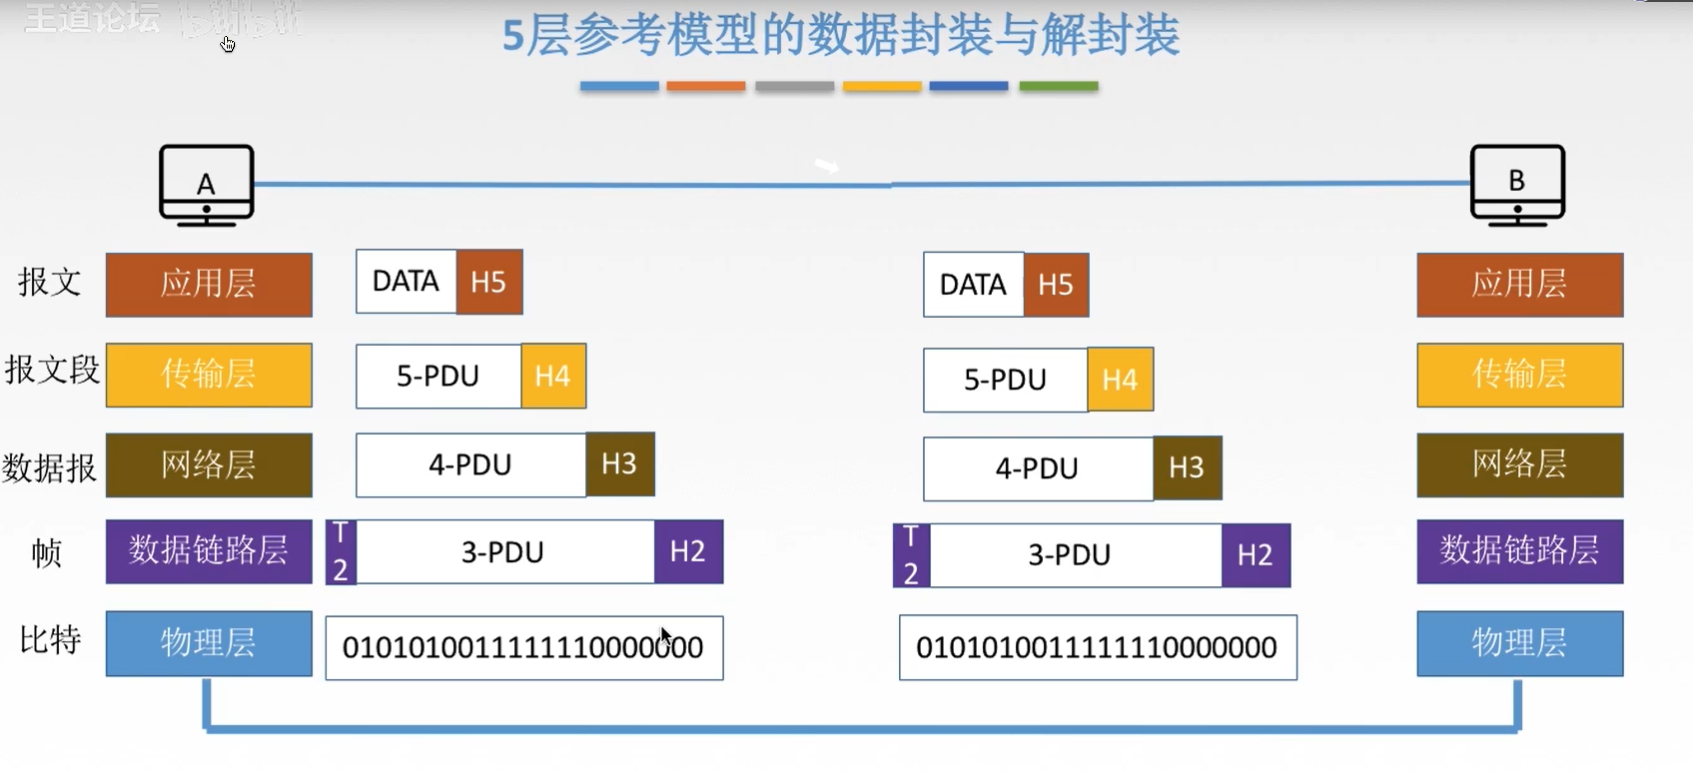 王道论坛 bilibili
5层参考模型的数据封装与解封装
A
B
报文 应用层 DATA H5 DATA H5 应用层
报文段 传输层 5-PDU H4 5-PDU H4 传输层
数据报 网络层 4-PDU H3 4-PDU H3 网络层
帧 数据链路层 T2 3-PDU H2 T2 3-PDU H2 数据链路层
比特 物理层 0101010011111110000000 0101010011111110000000 物理层